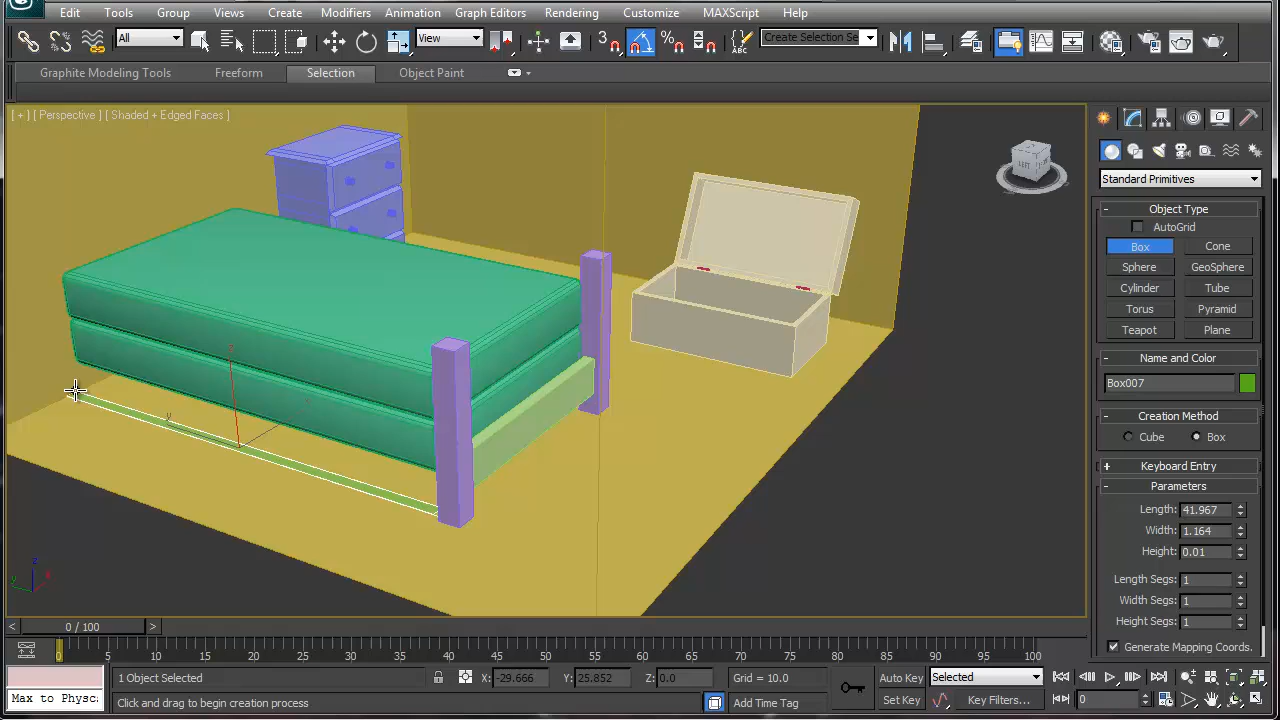 Edit Tools Group Views Create Modifiers Animation Graph Editors Rendering Customize MAXScript Help
All View 3 Create Selection Se
Graphite Modeling Tools Freeform Selection Object Paint
[ + ] [ Perspective ] [ Shaded + Edged Faces ]
Standard Primitives
- Object Type
AutoGrid
Box Cone
Sphere GeoSphere
Cylinder Tube
Torus Pyramid
Teapot Plane
- Name and Color
Box007
- Creation Method
Cube Box
+ Keyboard Entry
- Parameters
Length: 41.967
Width: 1.164
Height: 0.01
Length Segs: 1
Width Segs: 1
Height Segs: 1
Generate Mapping Coords.
LEFT
z
y
x
z
y x
< 0 / 100 >
0 5 10 15 20 25 30 35 40 45 50 55 60 65 70 75 80 85 90 95 100
1 Object Selected X: -29.666 Y: 25.852 Z: 0.0 Grid = 10.0 Auto Key Selected
Max to Physc: Click and drag to begin creation process Add Time Tag Set Key Key Filters... 0